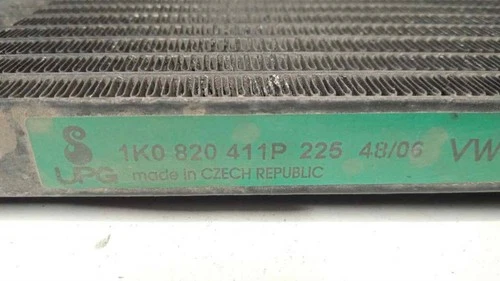 1K0 820 411P 225 48/06 VW
UPG made in CZECH REPUBLIC